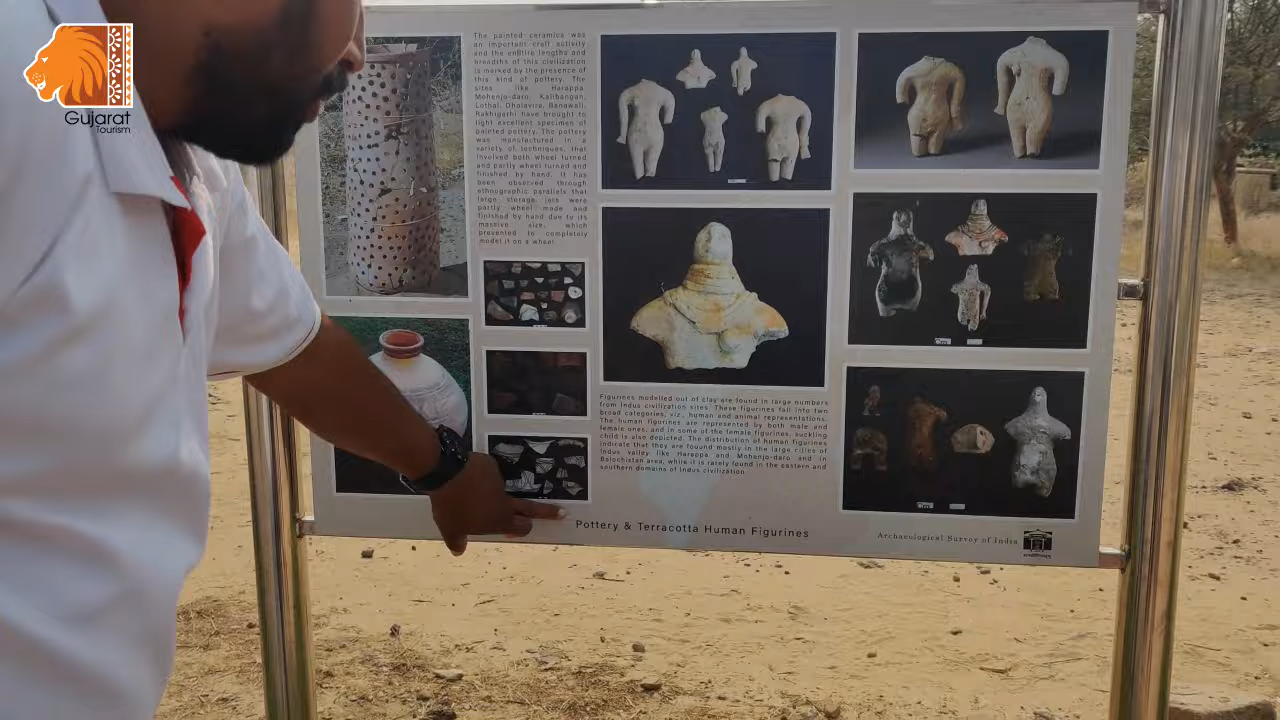 Gujarat
Tourism
The painted ceramics was
an important craft activity
and the entire lengths and
breadths of this civilization
is marked by the presence of
this kind of pottery. The
sites like Harappa,
Mohenjo-daro, Kalibangan,
Lothal, Dholavira, Banawali,
Rakhigarhi have brought to
light excellent specimen of
painted pottery. The pottery
was manufactured in a
variety of techniques, that
involved both wheel turned
and partly wheel turned and
finished by hand. It has
been observed through
ethnographic parallels that
large storage jars were
partly wheel made and
finished by hand due to its
massive size, which
prevented to completely
model it on a wheel.
Figurines modelled out of clay are found in large numbers
from Indus civilization sites. These figurines fall into two
broad categories, viz., human and animal representations.
The human figurines are represented by both male and
female ones, and in some of the female figurines, suckling
child is also depicted. The distribution of human figurines
indicate that they are found mostly in the large cities of
Indus valley like Harappa and Mohenjo-daro and in
Balochistan area, while it is rarely found in the eastern and
southern domains of Indus civilization.
Pottery & Terracotta Human Figurines
Archaeological Survey of India